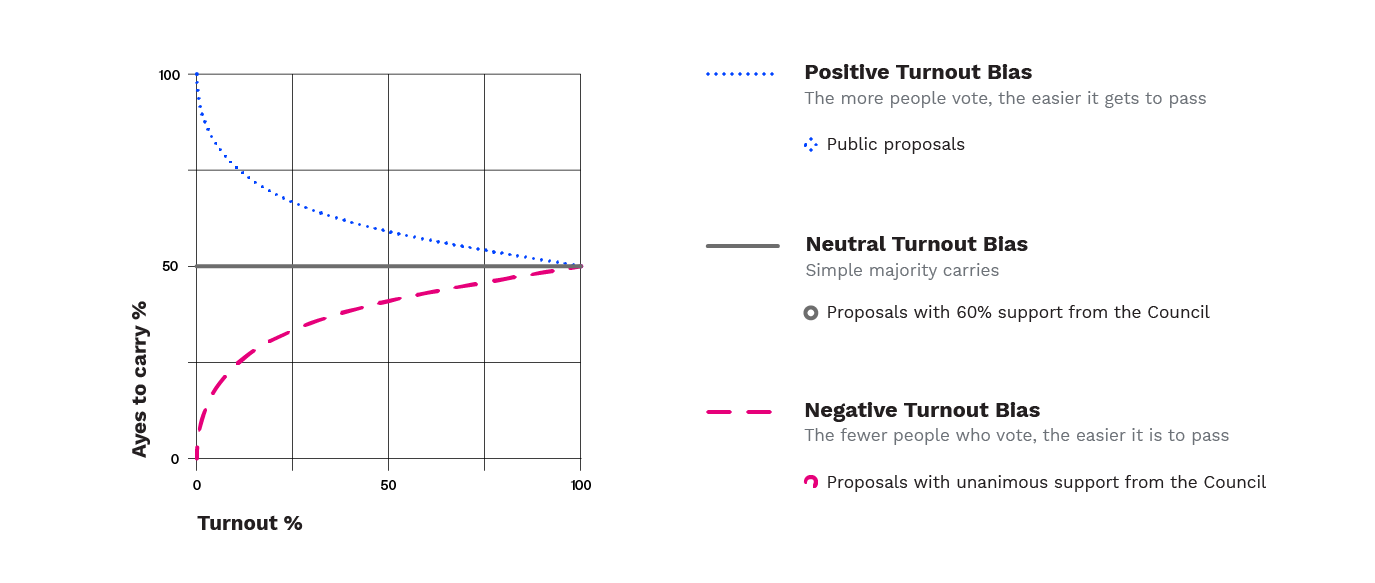 100
50
0
Ayes to carry %
0
50
100
Turnout %
Positive Turnout Bias
The more people vote, the easier it gets to pass
Public proposals
Neutral Turnout Bias
Simple majority carries
Proposals with 60% support from the Council
Negative Turnout Bias
The fewer people who vote, the easier it is to pass
Proposals with unanimous support from the Council